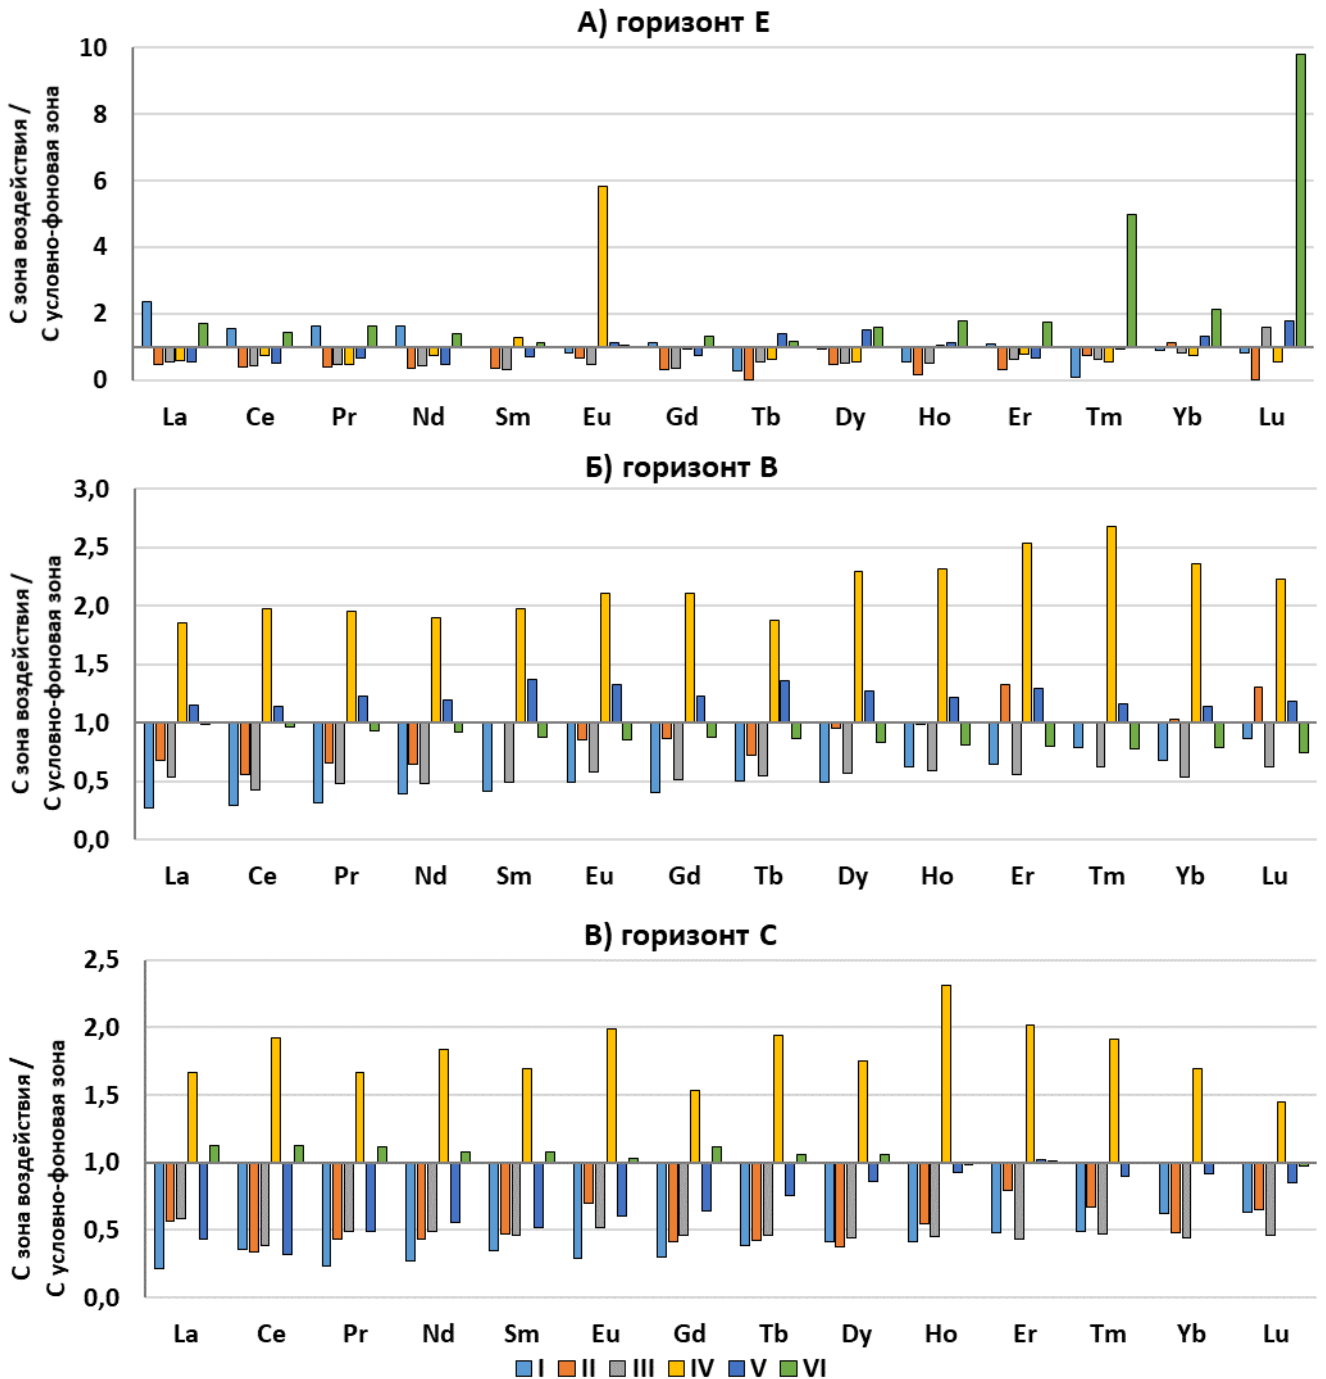 А) горизонт Е
С зона воздействия /
С условно-фоновая зона
10
8
6
4
2
0
La Ce Pr Nd Sm Eu Gd Tb Dy Ho Er Tm Yb Lu
Б) горизонт В
С зона воздействия /
С условно-фоновая зона
3,0
2,5
2,0
1,5
1,0
0,5
0,0
La Ce Pr Nd Sm Eu Gd Tb Dy Ho Er Tm Yb Lu
В) горизонт С
С зона воздействия /
С условно-фоновая зона
2,5
2,0
1,5
1,0
0,5
0,0
La Ce Pr Nd Sm Eu Gd Tb Dy Ho Er Tm Yb Lu
I II III IV V VI